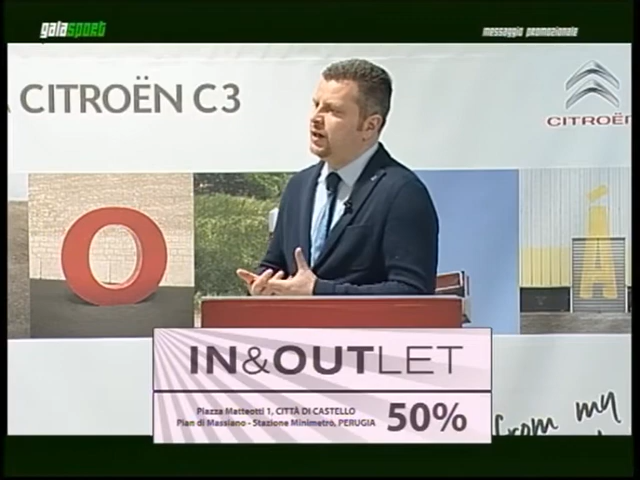 galasport
messaggio promozionale
CITROËN C3
CITROËN
O
Á
IN&OUTLET
Piazza Matteotti 1, CITTÀ DI CASTELLO
Pian di Massiano - Stazione Minimetrò, PERUGIA
50%
from my